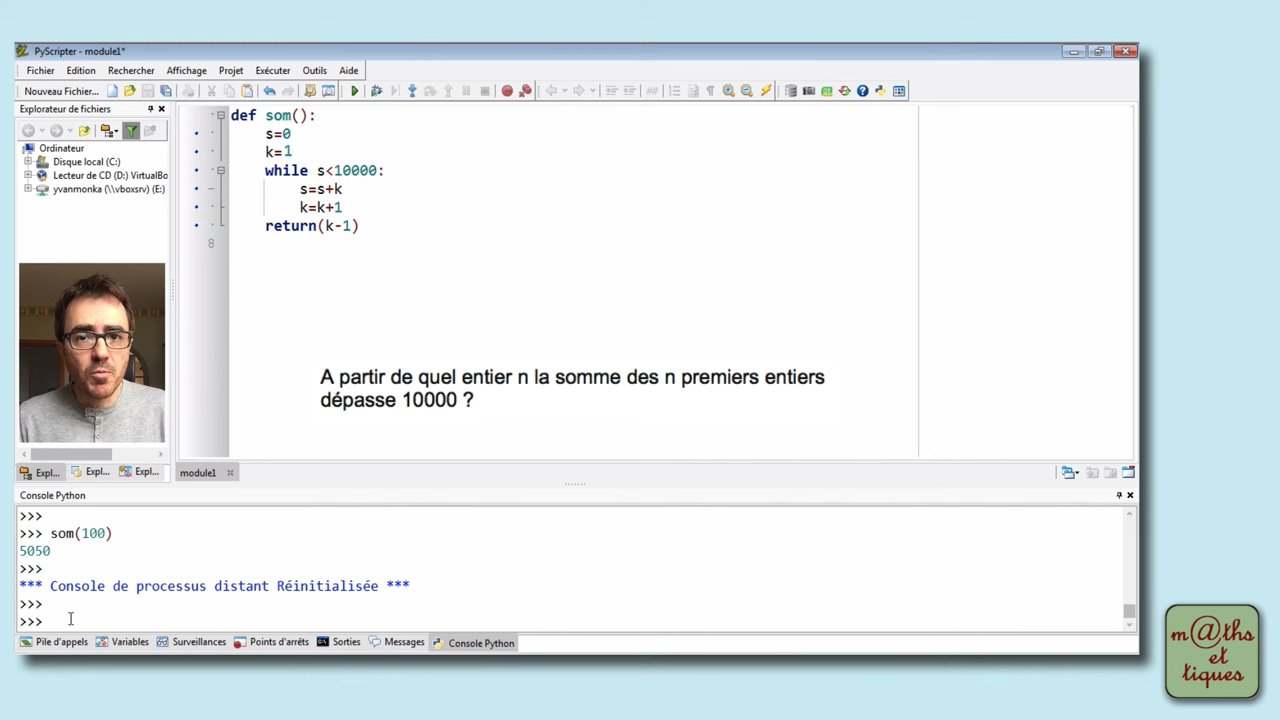 PyScripter - module1*
Fichier Edition Rechercher Affichage Projet Exécuter Outils Aide
Nouveau Fichier...
Explorateur de fichiers
Ordinateur
Disque local (C:)
Lecteur de CD (D:) VirtualBo
yvanmonka (\\vboxsrv) (E:)
def som():
s=0
k=1
while s<10000:
s=s+k
k=k+1
return(k-1)
8
A partir de quel entier n la somme des n premiers entiers
dépasse 10000 ?
Expl... Expl... Expl...
module1
Console Python
>>>
>>> som(100)
5050
>>>
*** Console de processus distant Réinitialisée ***
>>>
>>>
Pile d'appels Variables Surveillances Points d'arrêts Sorties Messages Console Python
m@ths
et
tiques